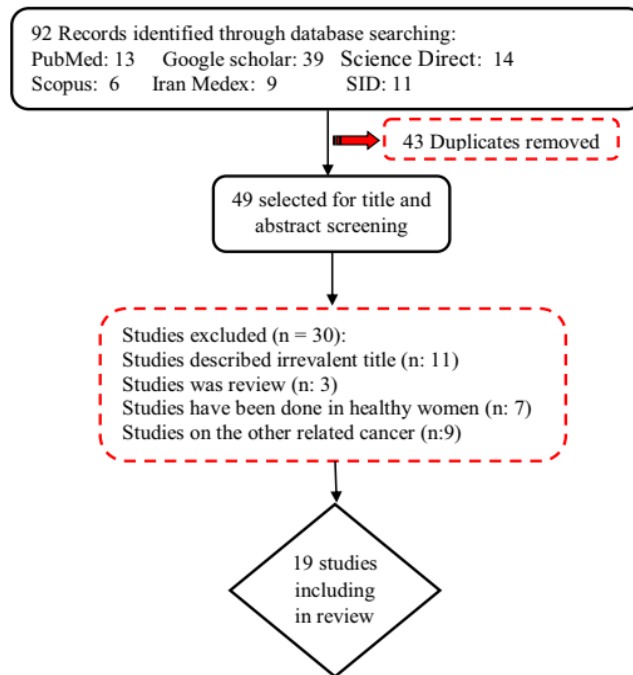 92 Records identified through database searching:
PubMed: 13 Google scholar: 39 Science Direct: 14
Scopus: 6 Iran Medex: 9 SID: 11
43 Duplicates removed
49 selected for title and
abstract screening
Studies excluded (n = 30):
Studies described irrevalent title (n: 11)
Studies was review (n: 3)
Studies have been done in healthy women (n: 7)
Studies on the other related cancer (n:9)
19 studies
including
in review